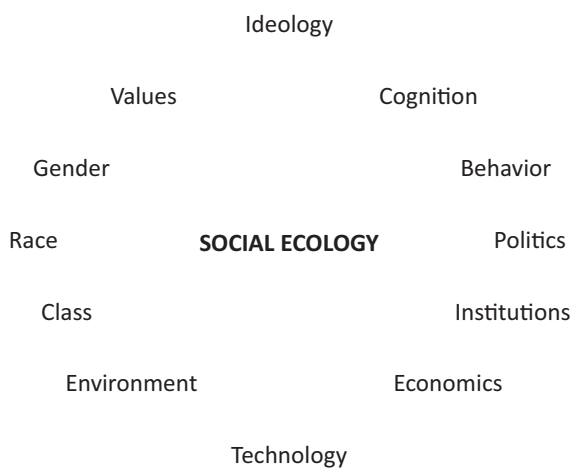 Ideology
Values Cognition
Gender Behavior
Race SOCIAL ECOLOGY Politics
Class Institutions
Environment Economics
Technology